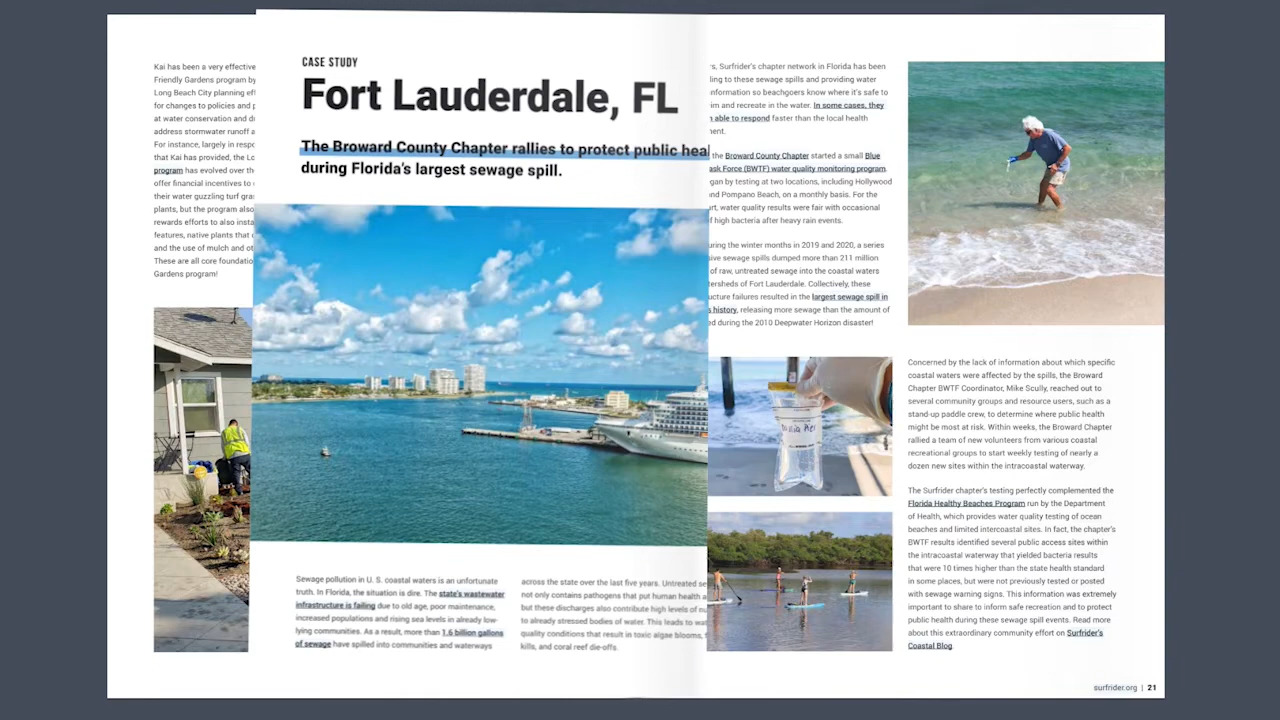 Kai has been a very effective
Friendly Gardens program by
Long Beach City planning eff
for changes to policies and p
at water conservation and d
address stormwater runoff a
For instance, largely in respo
that Kai has provided, the Lo
program has evolved over the
offer financial incentives to
their water guzzling turf gras
plants, but the program also
rewards efforts to also insta
features, native plants that
and the use of mulch and ot
These are all core foundatio
Gardens program!
CASE STUDY
Fort Lauderdale, FL
The Broward County Chapter rallies to protect public heal
during Florida's largest sewage spill.
Sewage pollution in U. S. coastal waters is an unfortunate
truth. In Florida, the situation is dire. The state's wastewater
infrastructure is failing due to old age, poor maintenance,
increased populations and rising sea levels in already low-
lying communities. As a result, more than 1.6 billion gallons
of sewage have spilled into communities and waterways
across the state over the last five years. Untreated se
not only contains pathogens that put human health a
but these discharges also contribute high levels of nu
to already stressed bodies of water. This leads to wat
quality conditions that result in toxic algae blooms, f
kills, and coral reef die-offs.
rs, Surfrider's chapter network in Florida has been
ding to these sewage spills and providing water
information so beachgoers know where it's safe to
im and recreate in the water. In some cases, they
n able to respond faster than the local health
ment.
the Broward County Chapter started a small Blue
ask Force (BWTF) water quality monitoring program.
gan by testing at two locations, including Hollywood
nd Pompano Beach, on a monthly basis. For the
rt, water quality results were fair with occasional
f high bacteria after heavy rain events.
uring the winter months in 2019 and 2020, a series
sive sewage spills dumped more than 211 million
of raw, untreated sewage into the coastal waters
tersheds of Fort Lauderdale. Collectively, these
ucture failures resulted in the largest sewage spill in
s history, releasing more sewage than the amount of
ed during the 2010 Deepwater Horizon disaster!
Concerned by the lack of information about which specific
coastal waters were affected by the spills, the Broward
Chapter BWTF Coordinator, Mike Scully, reached out to
several community groups and resource users, such as a
stand-up paddle crew, to determine where public health
might be most at risk. Within weeks, the Broward Chapter
rallied a team of new volunteers from various coastal
recreational groups to start weekly testing of nearly a
dozen new sites within the intracoastal waterway.
The Surfrider chapter's testing perfectly complemented the
Florida Healthy Beaches Program run by the Department
of Health, which provides water quality testing of ocean
beaches and limited intercoastal sites. In fact, the chapter's
BWTF results identified several public access sites within
the intracoastal waterway that yielded bacteria results
that were 10 times higher than the state health standard
in some places, but were not previously tested or posted
with sewage warning signs. This information was extremely
important to share to inform safe recreation and to protect
public health during these sewage spill events. Read more
about this extraordinary community effort on Surfrider's
Coastal Blog.
surfrider.org | 21